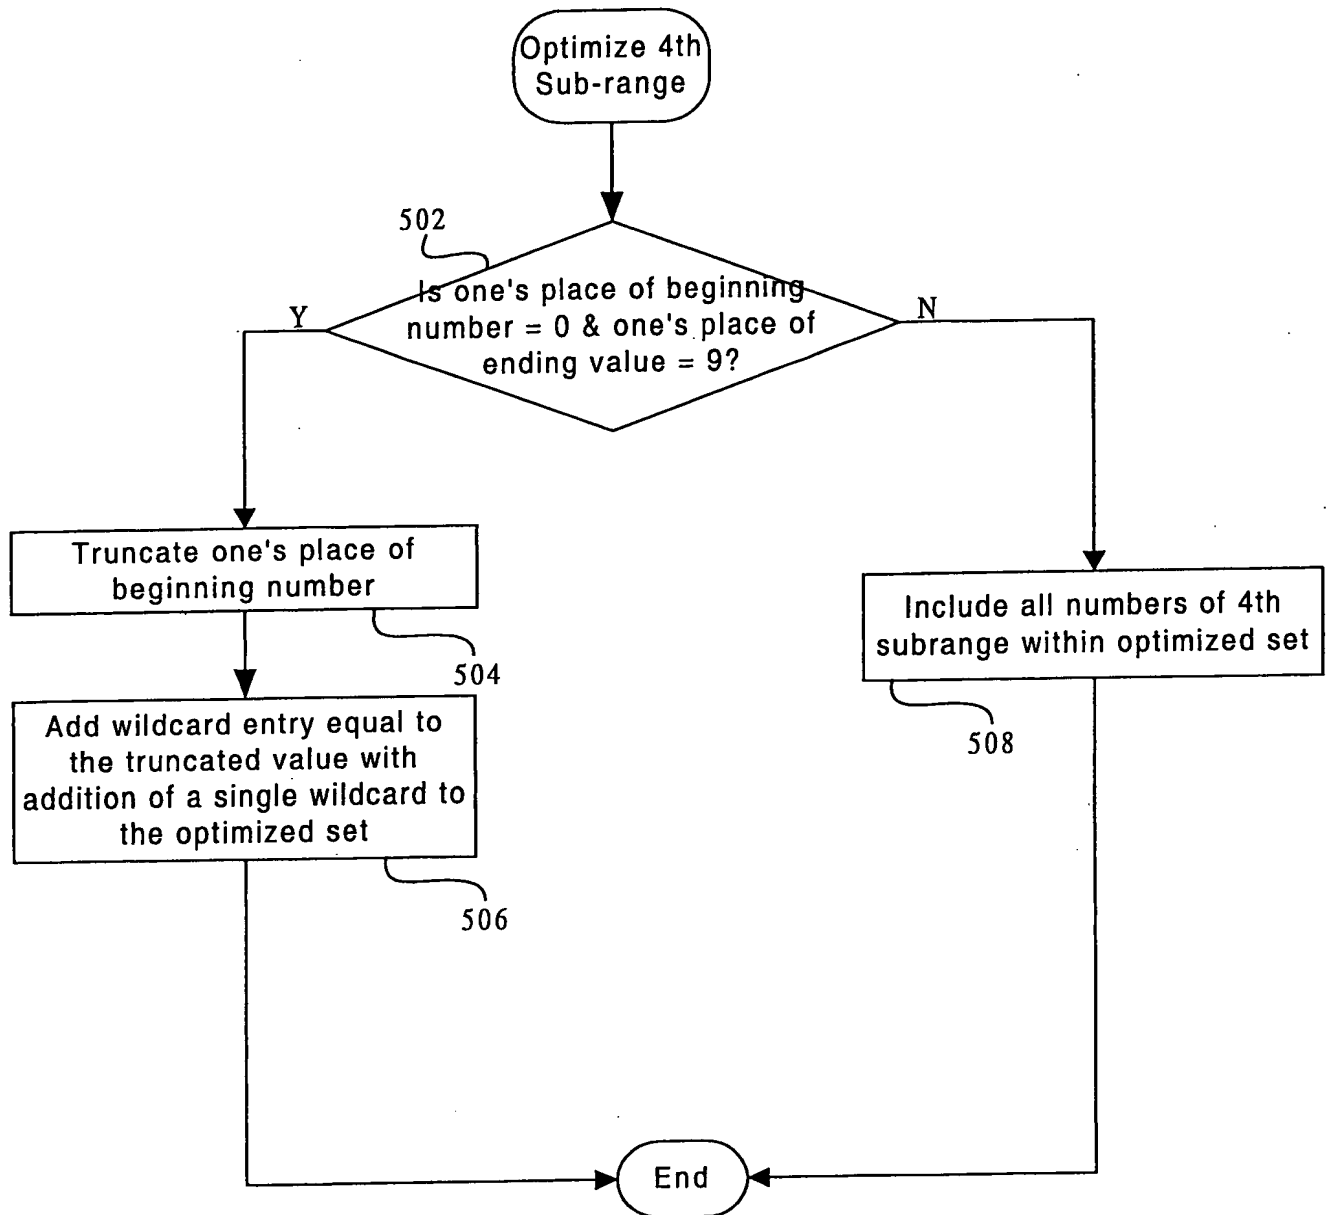 Optimize 4th
Sub-range
502
Is one's place of beginning
number = 0 & one's place of
ending value = 9?
Y
N
Truncate one's place of
beginning number
504
Add wildcard entry equal to
the truncated value with
addition of a single wildcard to
the optimized set
506
Include all numbers of 4th
subrange within optimized set
508
End